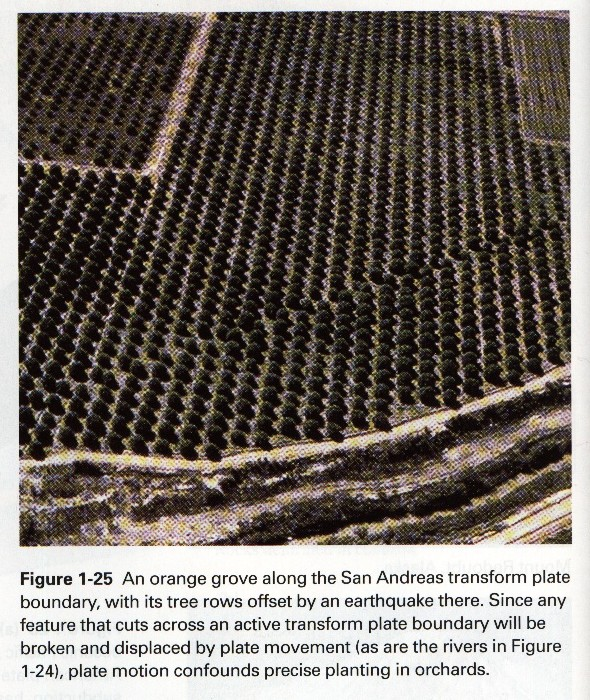 Figure 1-25 An orange grove along the San Andreas transform plate
boundary, with its tree rows offset by an earthquake there. Since any
feature that cuts across an active transform plate boundary will be
broken and displaced by plate movement (as are the rivers in Figure
1-24), plate motion confounds precise planting in orchards.